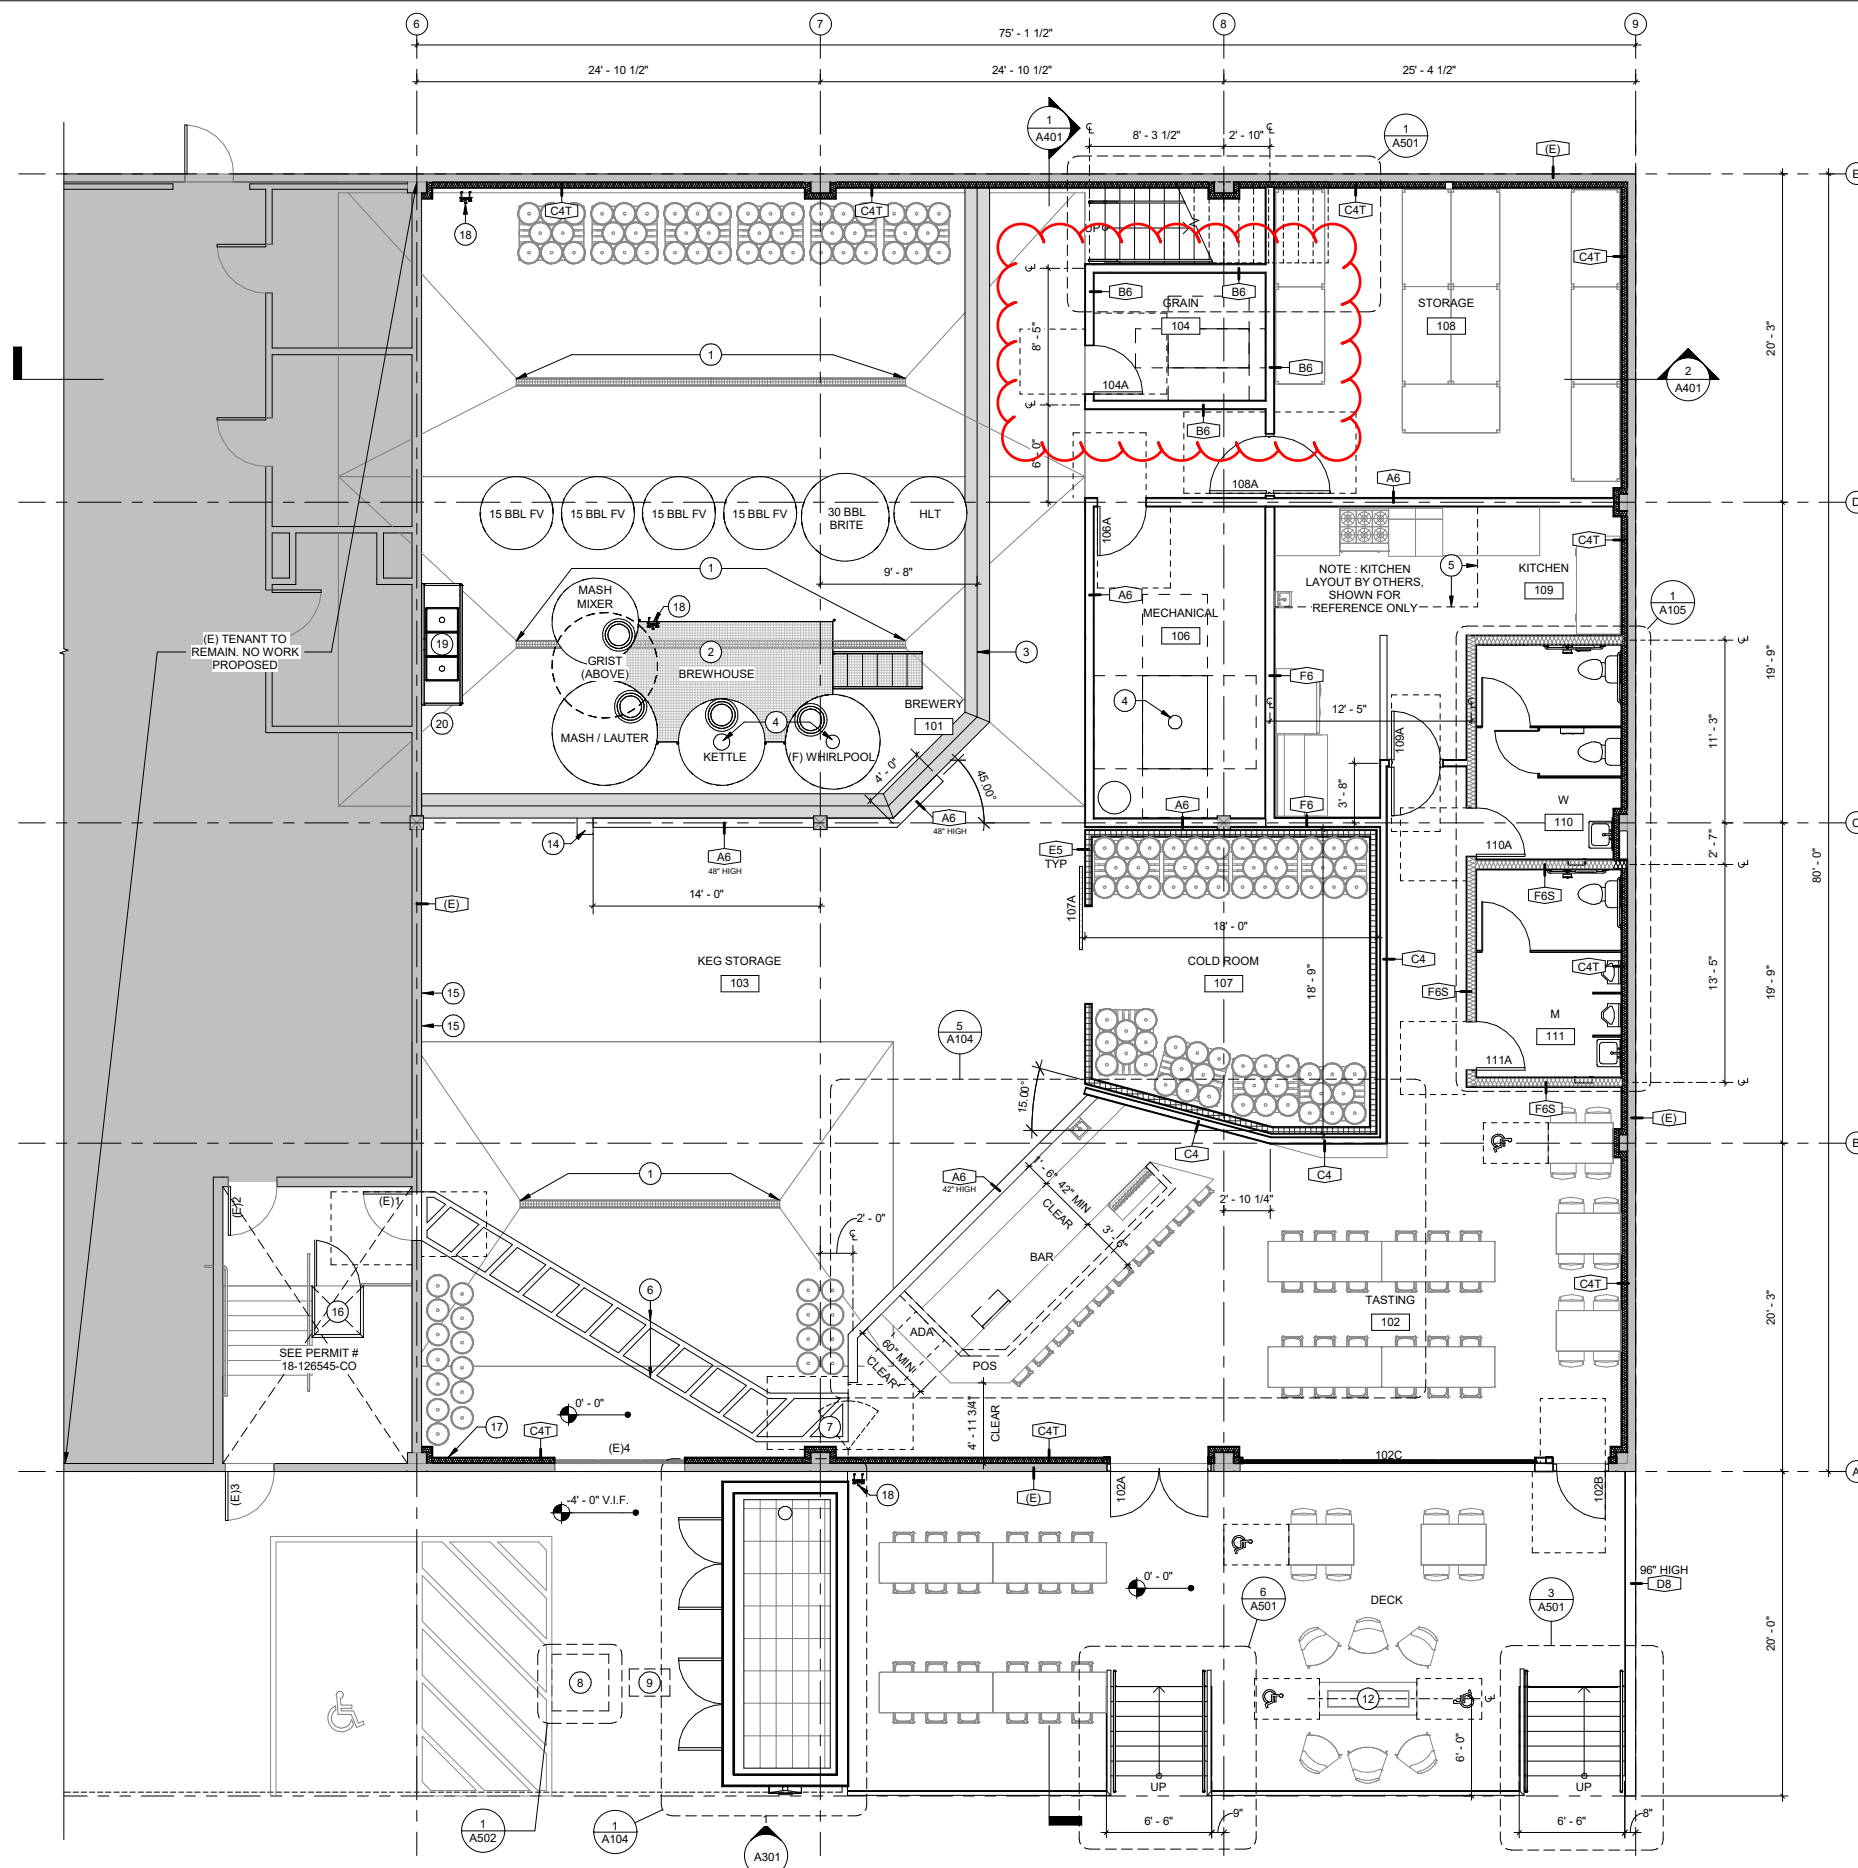 6
7
8
9
75' - 1 1/2"
24' - 10 1/2"
24' - 10 1/2"
25' - 4 1/2"
1
A401
8' - 3 1/2"
2' - 10"
1
A501
(E)
E
C4T
C4T
C4T
18
UP
C4T
B6
B6
GRAIN
104
STORAGE
108
8' - 5"
20' - 3"
1
B6
2
A401
104A
B6
6' - 0"
108A
A6
D
15 BBL FV
15 BBL FV
15 BBL FV
15 BBL FV
30 BBL
BRITE
HLT
106A
C4T
1
9' - 8"
NOTE : KITCHEN
LAYOUT BY OTHERS,
SHOWN FOR
REFERENCE ONLY
5
KITCHEN
109
MASH
MIXER
18
A6
MECHANICAL
106
1
A105
(E) TENANT TO
REMAIN. NO WORK
PROPOSED
19
GRIST
(ABOVE)
2
BREWHOUSE
3
F6
19' - 9"
20
BREWERY
101
4
4
12' - 5"
11' - 3"
MASH / LAUTER
KETTLE
(F) WHIRLPOOL
109A
4' - 0"
45.00°
3' - 8"
A6
48" HIGH
A6
F6
W
110
C
14
A6
48" HIGH
E5
TYP
110A
2' - 7"
80' - 0"
14' - 0"
(E)
107A
F6S
18' - 0"
KEG STORAGE
103
COLD ROOM
107
18' - 9"
C4
C4T
13' - 5"
19' - 9"
15
15
F6S
M
111
5
A104
111A
15.00°
F6S
(E)
B
C4
C4
1
A6
42" HIGH
1' - 6"
42" MIN
CLEAR
2' - 10 1/4"
(E)2
(E)1
2' - 0"
3' - 6"
BAR
C4T
6
16
TASTING
102
20' - 3"
ADA
60" MIN
CLEAR
SEE PERMIT #
18-126545-CO
POS
0' - 0"
17
C4T
(E)4
7
4' - 11 3/4"
CLEAR
C4T
102C
A
(E)3
-4' - 0" V.I.F.
18
(E)
102A
102B
0' - 0"
6
A501
DECK
3
A501
96" HIGH
D8
20' - 0"
8
9
12
6' - 0"
UP
UP
1
A502
1
A104
A301
6' - 6"
9"
6' - 6"
8"